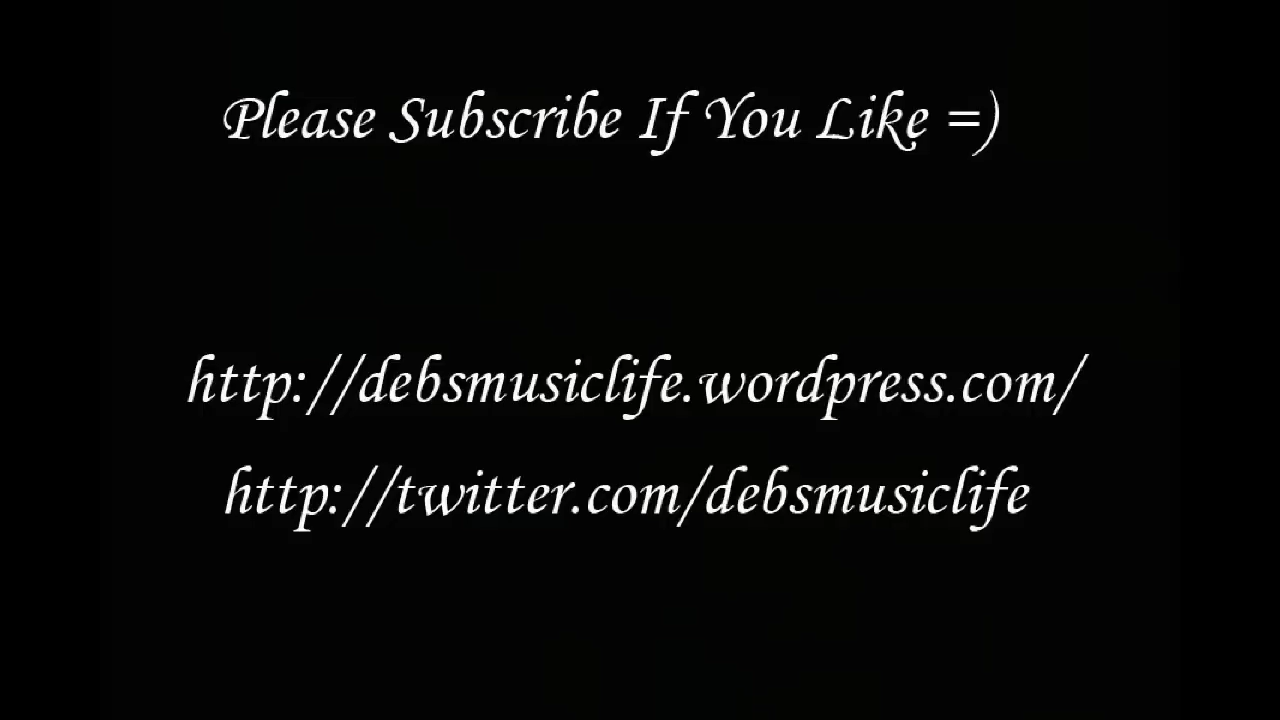 Please Subscribe If You Like =)
http://debsmusiclife.wordpress.com/
http://twitter.com/debsmusiclife